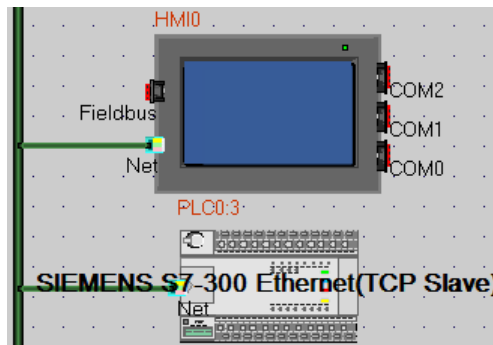 HMI0
COM2
Fieldbus
COM1
Net
COM0
PLC0:3
SIEMENS S7-300 Ethernet(TCP Slave)
Net